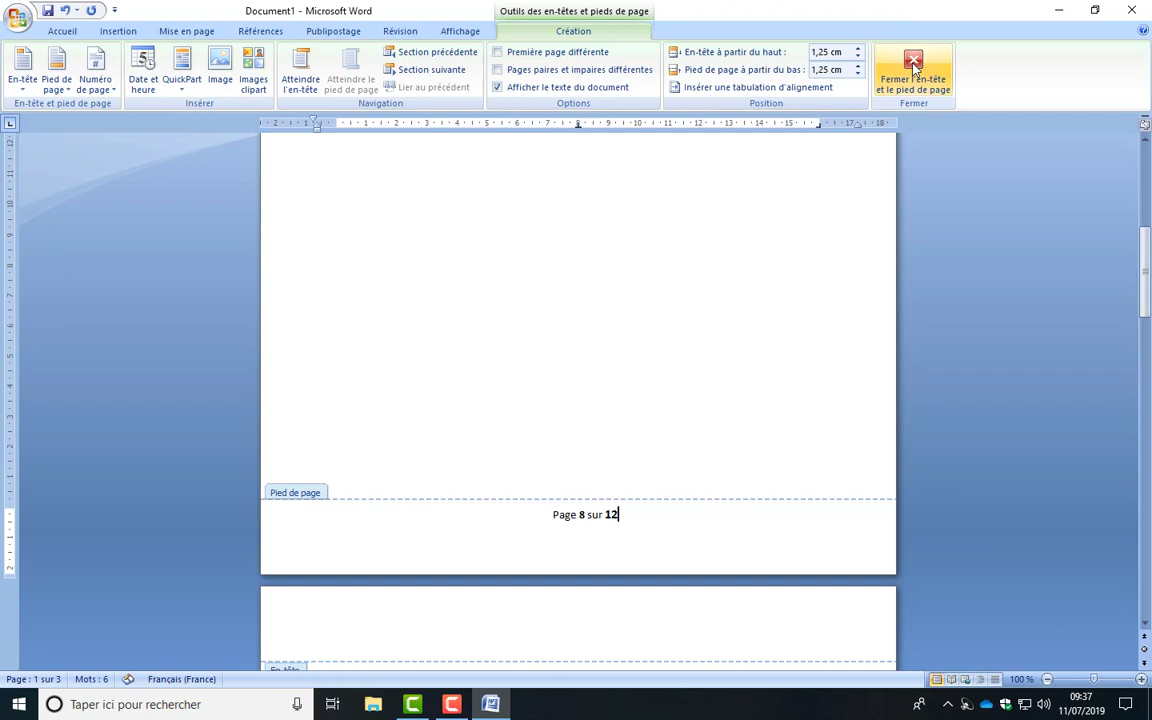 Document1 - Microsoft Word
Outils des en-têtes et pieds de page
Accueil
Insertion
Mise en page
Références
Publipostage
Révision
Affichage
Création
En-tête
Pied de page
Numéro de page
En-tête et pied de page
Date et heure
QuickPart
Image
Images clipart
Insérer
Atteindre l'en-tête
Atteindre le pied de page
Section précédente
Section suivante
Lier au précédent
Navigation
Première page différente
Pages paires et impaires différentes
Afficher le texte du document
Options
En-tête à partir du haut : 1,25 cm
Pied de page à partir du bas : 1,25 cm
Insérer une tabulation d'alignement
Position
Fermer l'en-tête et le pied de page
Fermer
Pied de page
Page 8 sur 12
En-tête
Page : 1 sur 3
Mots : 6
Français (France)
100 %
Taper ici pour rechercher
09:37
11/07/2019